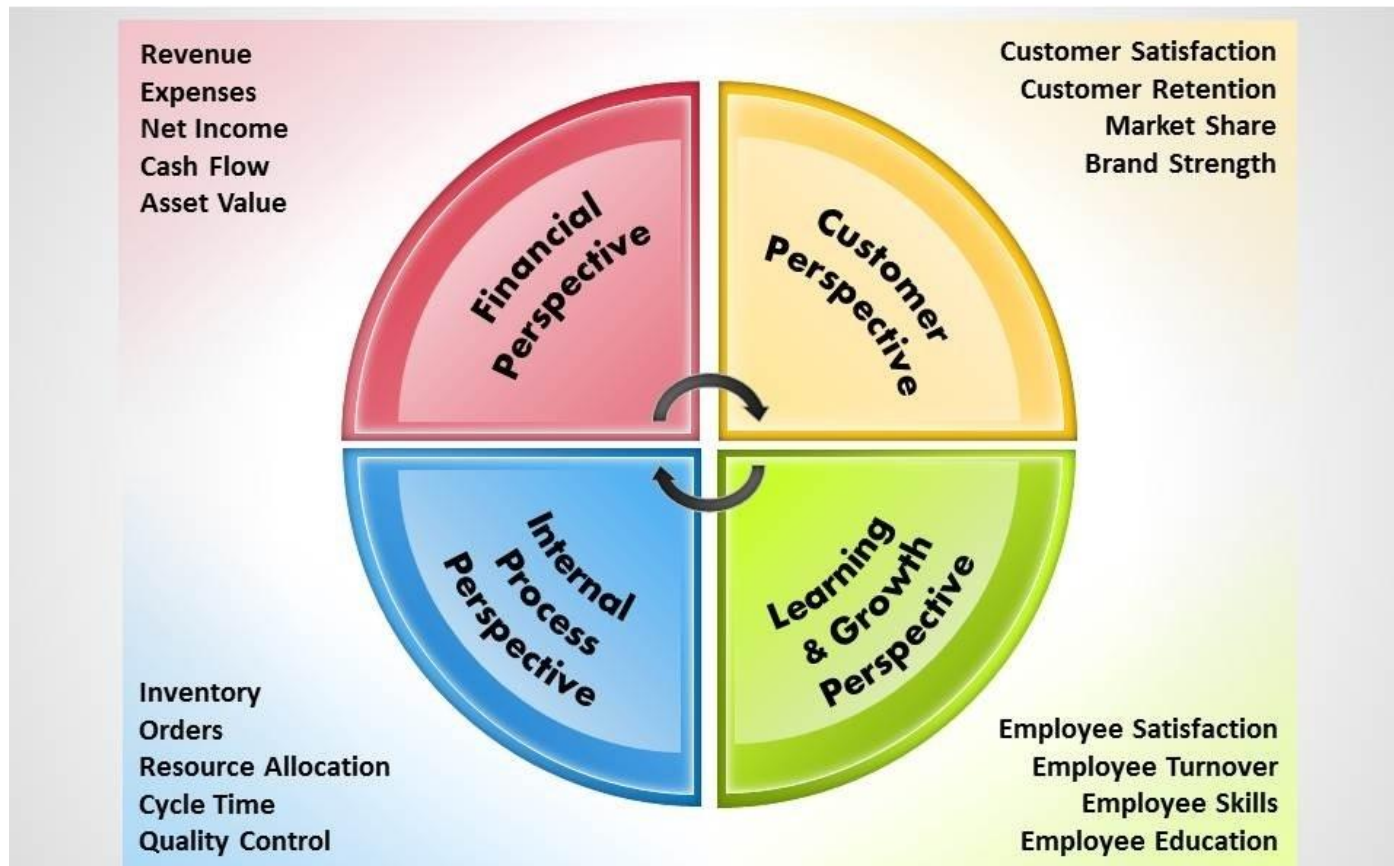 Revenue
Expenses
Net Income
Cash Flow
Asset Value
Customer Satisfaction
Customer Retention
Market Share
Brand Strength
Financial
Perspective
Customer
Perspective
Internal
Process
Perspective
Learning
& Growth
Perspective
Inventory
Orders
Resource Allocation
Cycle Time
Quality Control
Employee Satisfaction
Employee Turnover
Employee Skills
Employee Education